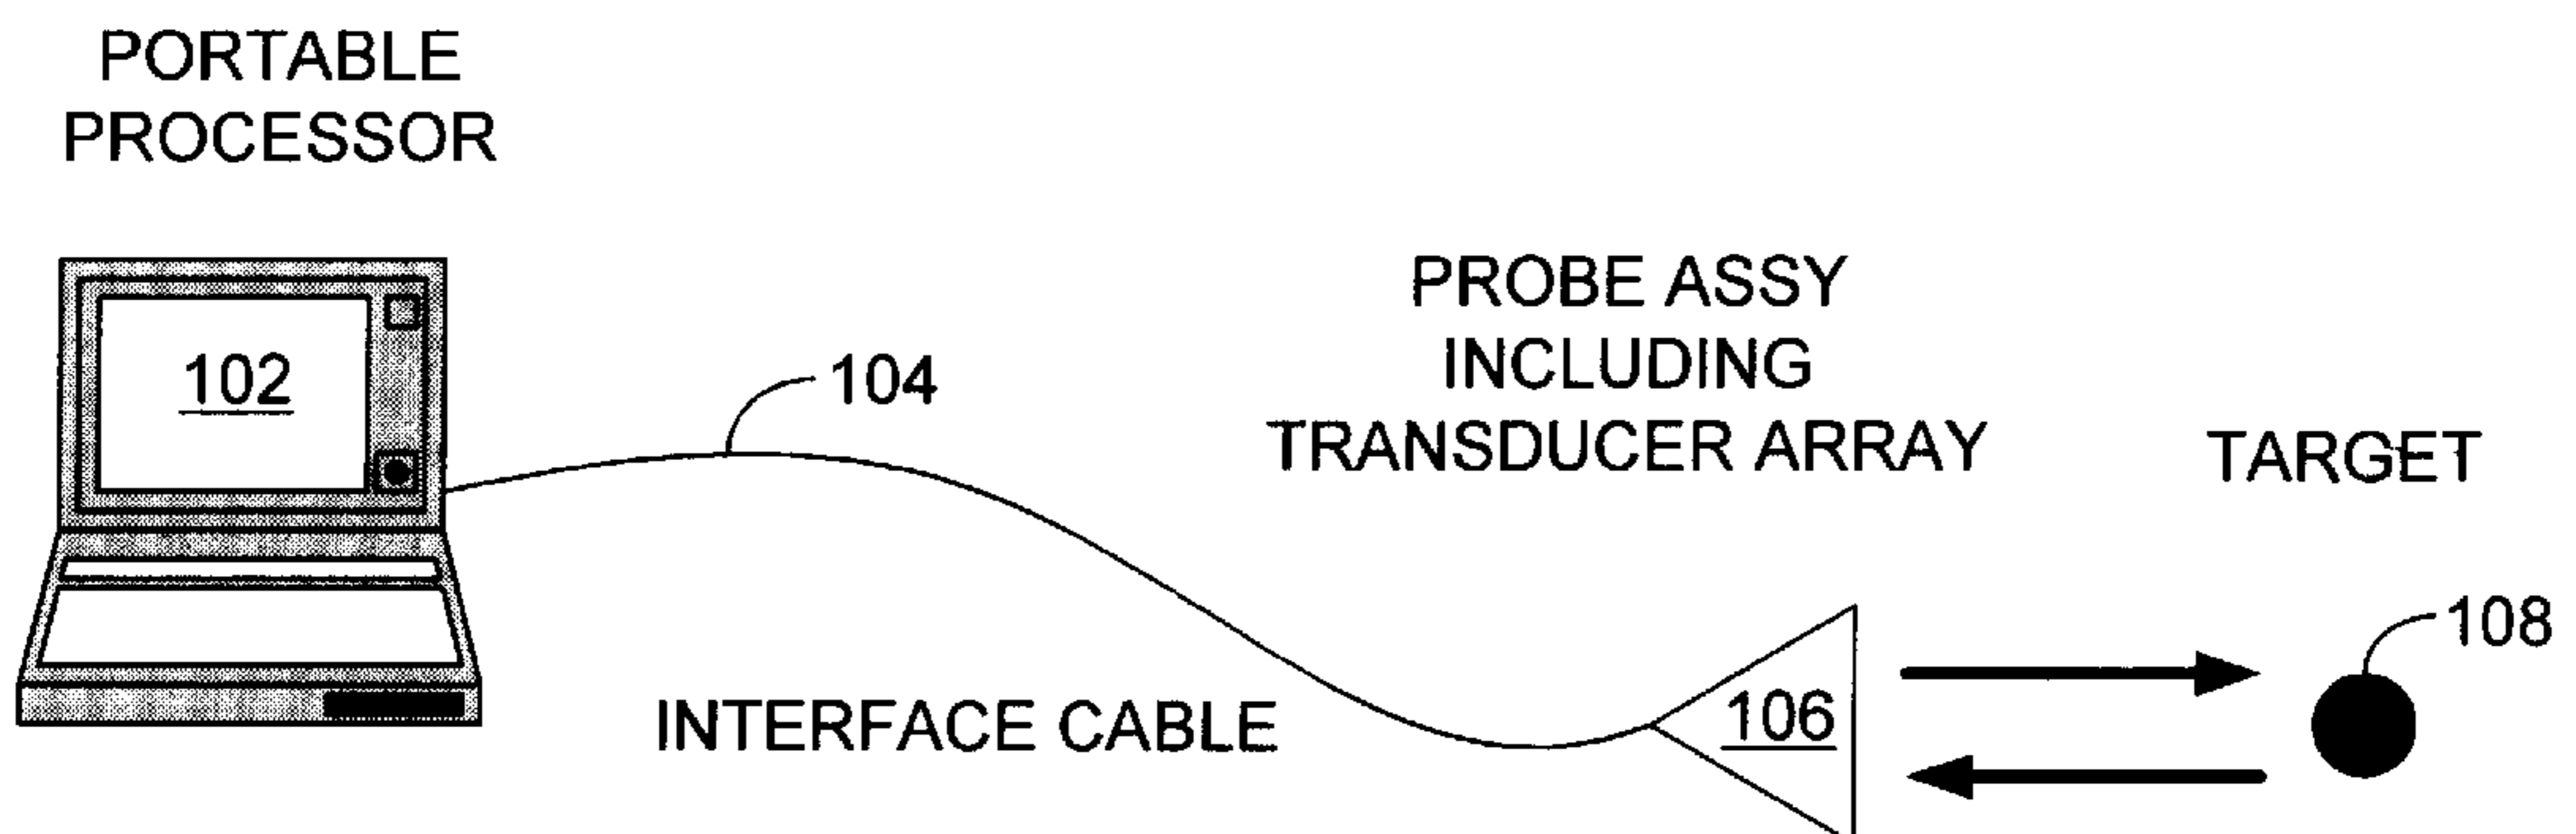 PORTABLE
PROCESSOR
102
104
PROBE ASSY
INCLUDING
TRANSDUCER ARRAY
TARGET
108
INTERFACE CABLE
106